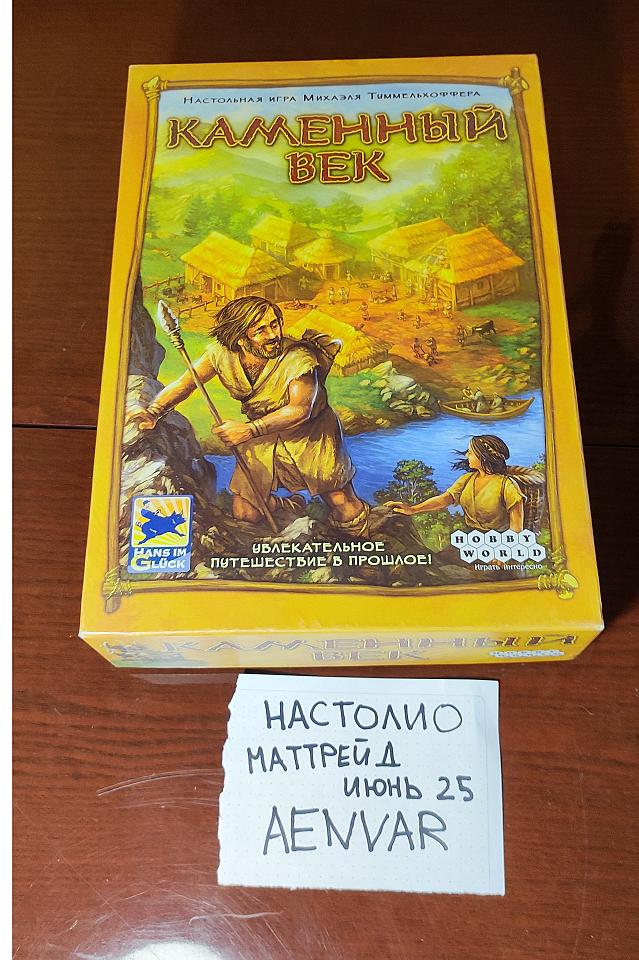 Настольная игра Михаэля Тиммельхоффера
КАМЕННЫЙ
ВЕК
HANS IM
GLÜCK
УВЛЕКАТЕЛЬНОЕ
ПУТЕШЕСТВИЕ В ПРОШЛОЕ!
HOBBY
WORLD
Играть интересно
КАМЕННЫЙ
ВЕК
НАСТОЛИО
МАТТРЕЙД
ИЮНЬ 25
AENVAR